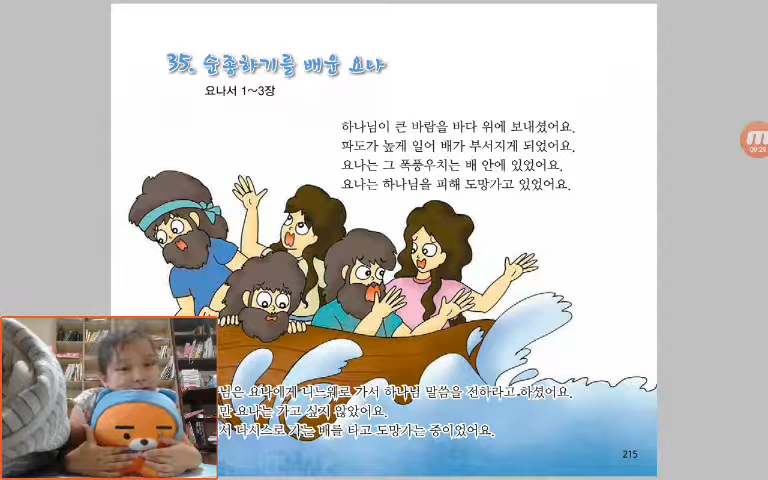 35. 순종하기를 배운 요나
요나서 1~3장
하나님이 큰 바람을 바다 위에 보내셨어요.
파도가 높게 일어 배가 부서지게 되었어요.
요나는 그 폭풍우치는 배 안에 있었어요.
요나는 하나님을 피해 도망가고 있었어요.
님은 요나에게 니느웨로 가서 하나님 말씀을 전하라고 하셨어요.
만 요나는 가고 싶지 않았어요.
서 다시스로 가는 배를 타고 도망가는 중이었어요.
215
09:29